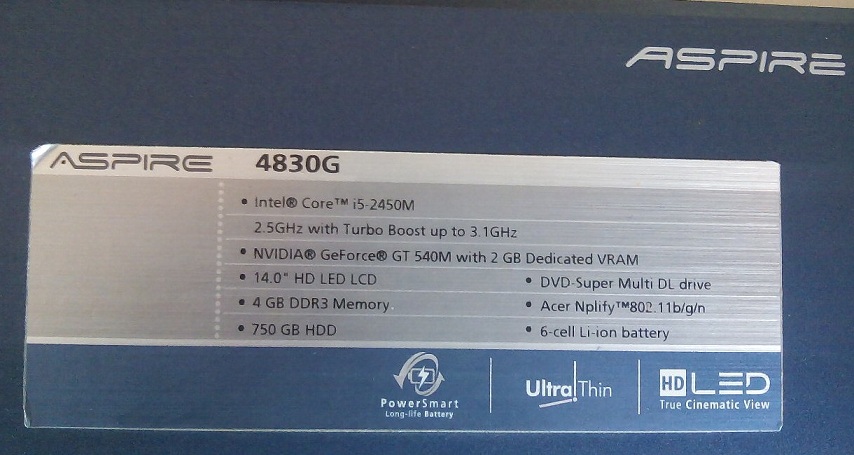 ASPIRE
ASPIRE 4830G
• Intel® Core™ i5-2450M
2.5GHz with Turbo Boost up to 3.1GHz
• NVIDIA® GeForce® GT 540M with 2 GB Dedicated VRAM
• 14.0" HD LED LCD
• DVD-Super Multi DL drive
• 4 GB DDR3 Memory
• Acer Nplify™802.11b/g/n
• 750 GB HDD
• 6-cell Li-ion battery
PowerSmart
Long-life Battery
UltraThin
HD LED
True Cinematic View